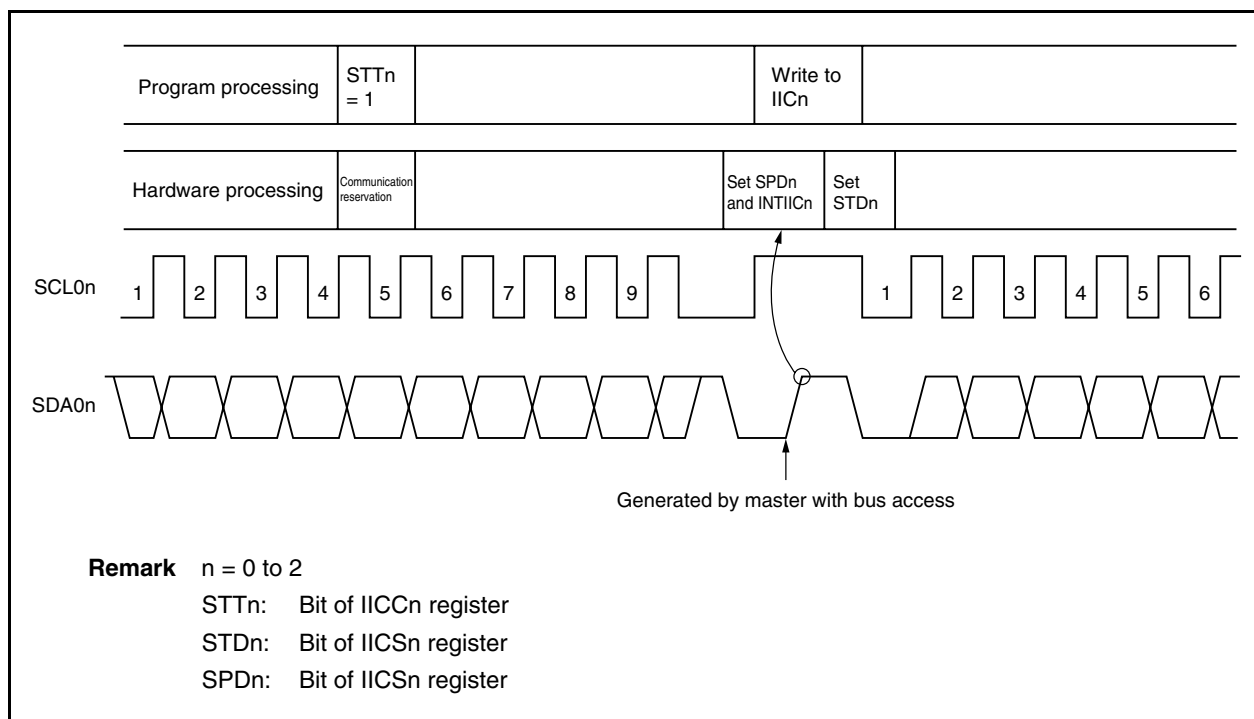 Program processing
STTn
= 1
Write to
IICn
Hardware processing
Communication
reservation
Set SPDn
and INTIICn
Set
STDn
SCL0n
1 2 3 4 5 6 7 8 9 1 2 3 4 5 6
SDA0n
Generated by master with bus access
Remark n = 0 to 2
STTn: Bit of IICCn register
STDn: Bit of IICSn register
SPDn: Bit of IICSn register